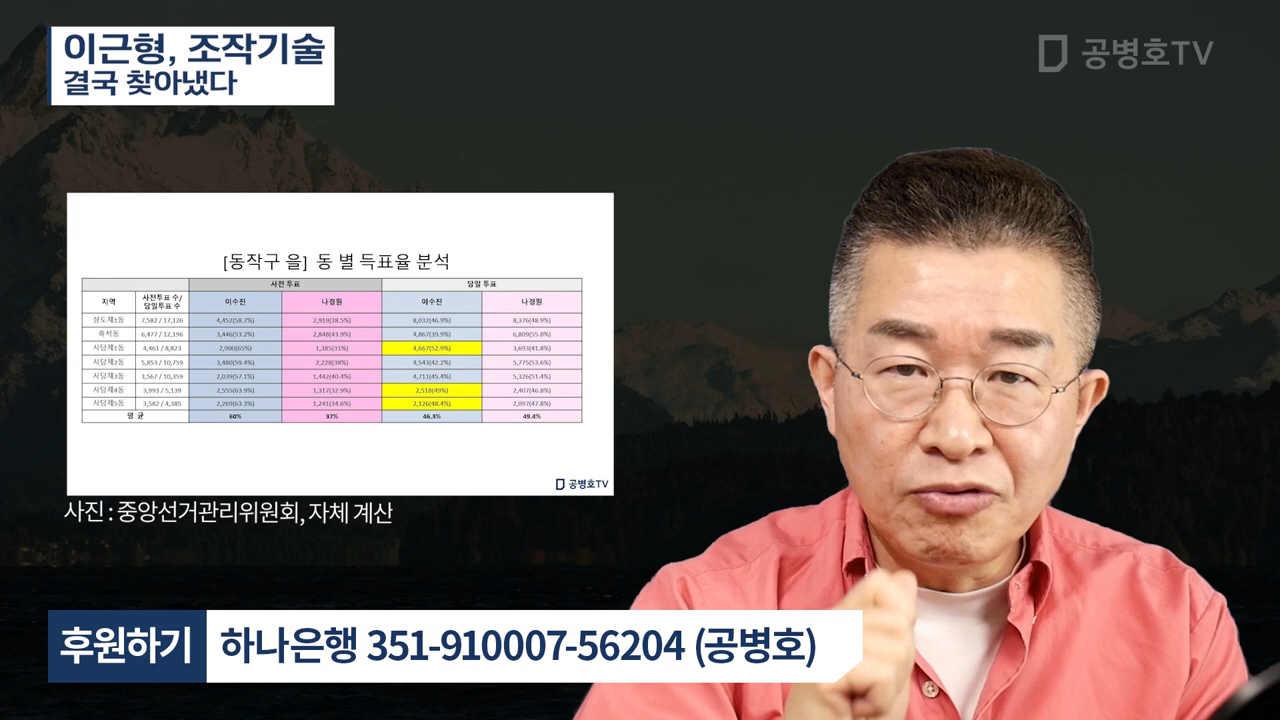 이근형, 조작기술
결국 찾아냈다
공병호TV
[동작구 을] 동 별 득표율 분석
사전 투표 당일 투표
지역 사전투표 수/ 당일투표 수 이수진 나경원 이수진 나경원
상도제1동 7,582 / 17,126 4,452(58.7%) 2,919(38.5%) 8,032(46.9%) 8,376(48.9%)
흑석동 6,477 / 12,196 3,446(53.2%) 2,848(43.9%) 4,867(39.9%) 6,809(55.8%)
사당제1동 4,461 / 8,823 2,900(65%) 1,385(31%) 4,667(52.9%) 3,693(41.8%)
사당제2동 5,853 / 10,759 3,480(59.4%) 2,228(38%) 4,543(42.2%) 5,775(53.6%)
사당제3동 3,567 / 10,359 2,039(57.1%) 1,442(40.4%) 4,711(45.4%) 5,326(51.4%)
사당제4동 3,993 / 5,139 2,555(63.9%) 1,317(32.9%) 2,518(49%) 2,407(46.8%)
사당제5동 3,582 / 4,385 2,269(63.3%) 1,241(34.6%) 2,126(48.4%) 2,097(47.8%)
평 균 60% 37% 46.3% 49.4%
공병호TV
사진 : 중앙선거관리위원회, 자체 계산
후원하기 하나은행 351-910007-56204 (공병호)